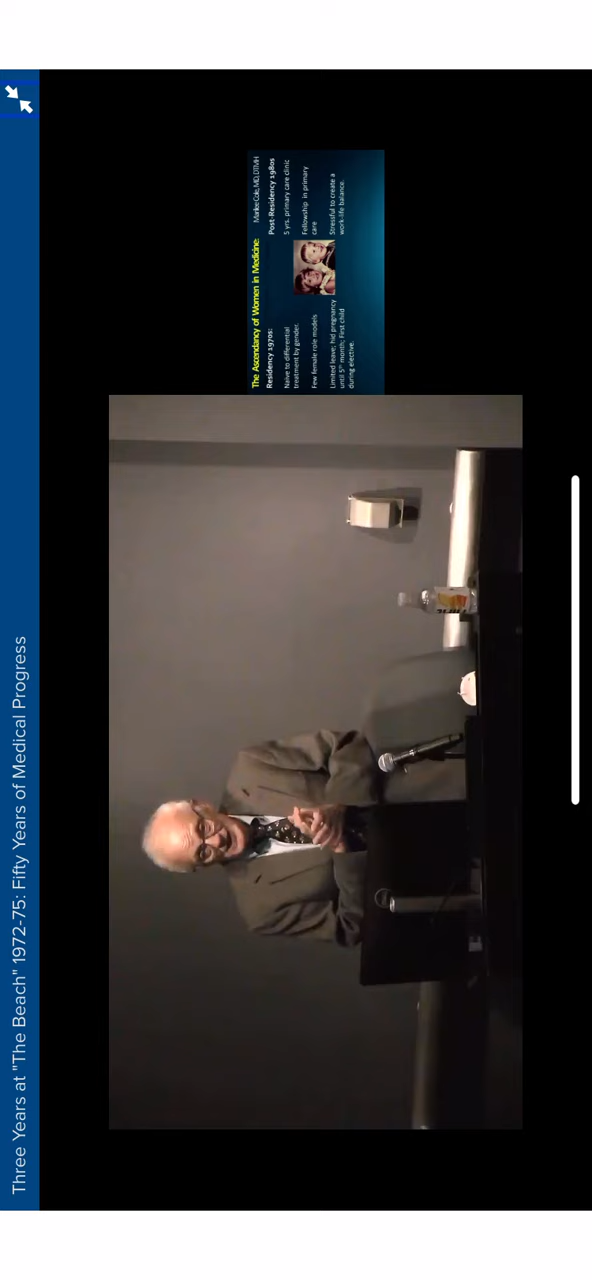 Three Years at "The Beach" 1972-75: Fifty Years of Medical Progress
The Ascendancy of Women in Medicine:
Marilee Cole, MD, DTMH
Residency 1970s:
Naive to differential
treatment by gender.
Few female role models
Limited leave; hid pregnancy
until 5th month; First child
during elective.
Post-Residency 1980s
5 yrs. primary care clinic
Fellowship in primary
care
Stressful to create a
work-life balance.